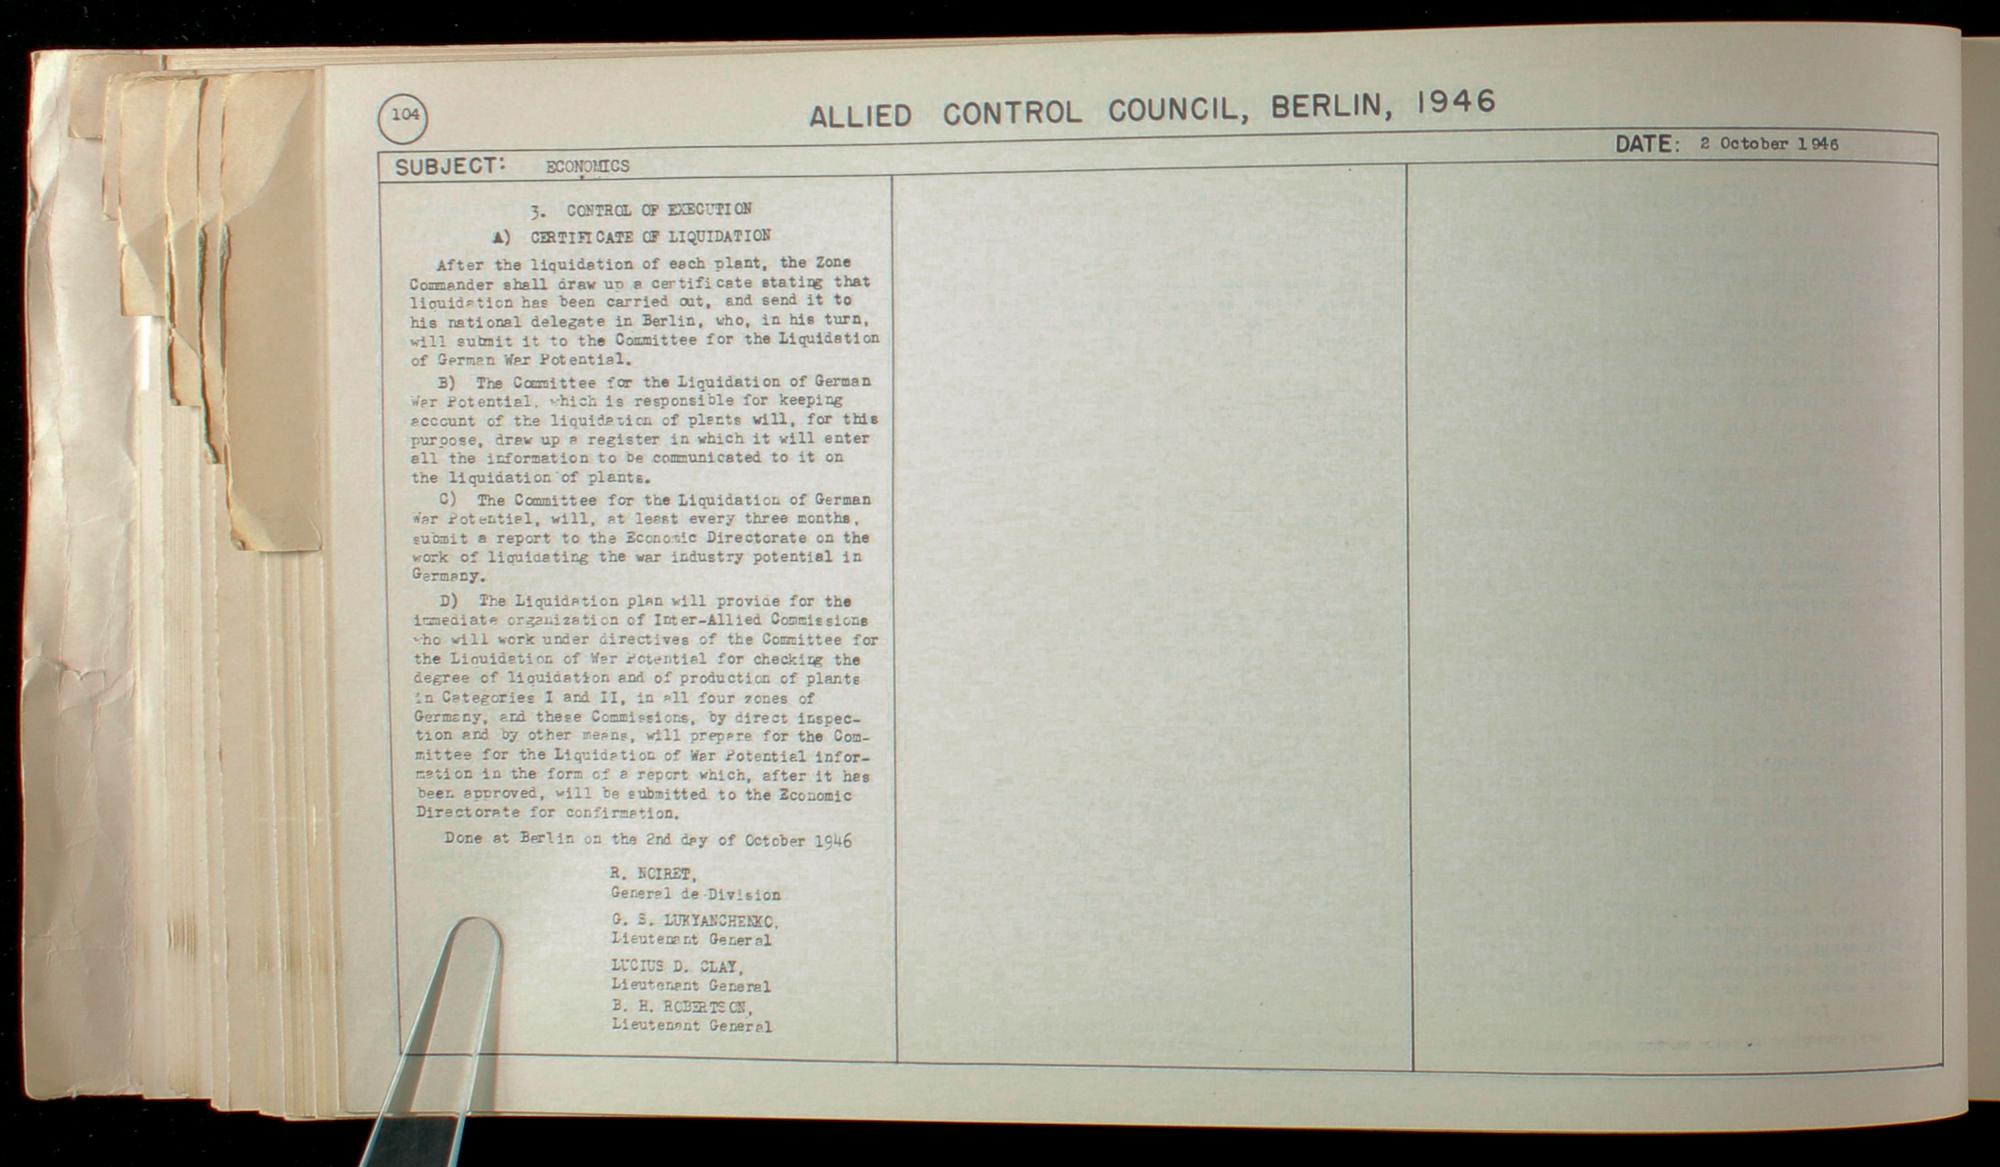 104
ALLIED CONTROL COUNCIL, BERLIN, 1946
SUBJECT: ECONOMICS
DATE: 2 October 1946
3. CONTROL OF EXECUTION
A) CERTIFICATE OF LIQUIDATION
After the liquidation of each plant, the Zone
Commander shall draw up a certificate stating that
liquidation has been carried out, and send it to
his national delegate in Berlin, who, in his turn,
will submit it to the Committee for the Liquidation
of German War Potential.
B) The Committee for the Liquidation of German
War Potential, which is responsible for keeping
account of the liquidation of plants will, for this
purpose, draw up a register in which it will enter
all the information to be communicated to it on
the liquidation of plants.
C) The Committee for the Liquidation of German
War Potential, will, at least every three months,
submit a report to the Economic Directorate on the
work of liquidating the war industry potential in
Germany.
D) The Liquidation plan will provide for the
immediate organization of Inter-Allied Commissions
who will work under directives of the Committee for
the Liquidation of War Potential for checking the
degree of liquidation and of production of plants
in Categories I and II, in all four zones of
Germany, and these Commissions, by direct inspec-
tion and by other means, will prepare for the Com-
mittee for the Liquidation of War Potential infor-
mation in the form of a report which, after it has
been approved, will be submitted to the Economic
Directorate for confirmation.
Done at Berlin on the 2nd day of October 1946
R. NOIRET,
General de Division
G. S. LUKYANCHENKO,
Lieutenant General
LUCIUS D. CLAY,
Lieutenant General
B. H. ROBERTSON,
Lieutenant General